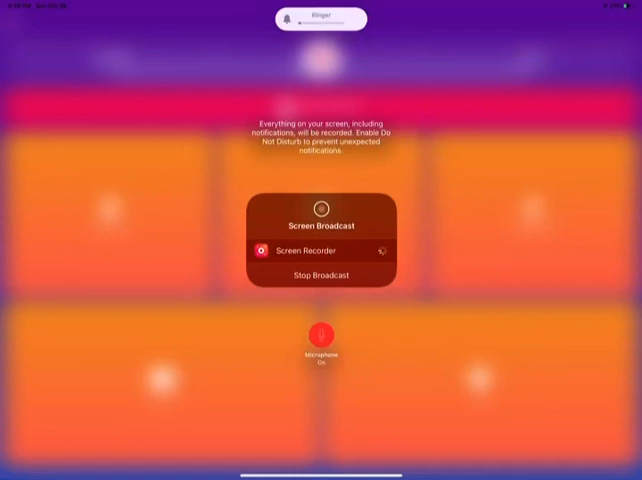 Ringer
Everything on your screen, including
notifications, will be recorded. Enable Do
Not Disturb to prevent unexpected
notifications.
Screen Broadcast
Screen Recorder
Stop Broadcast
Microphone
On